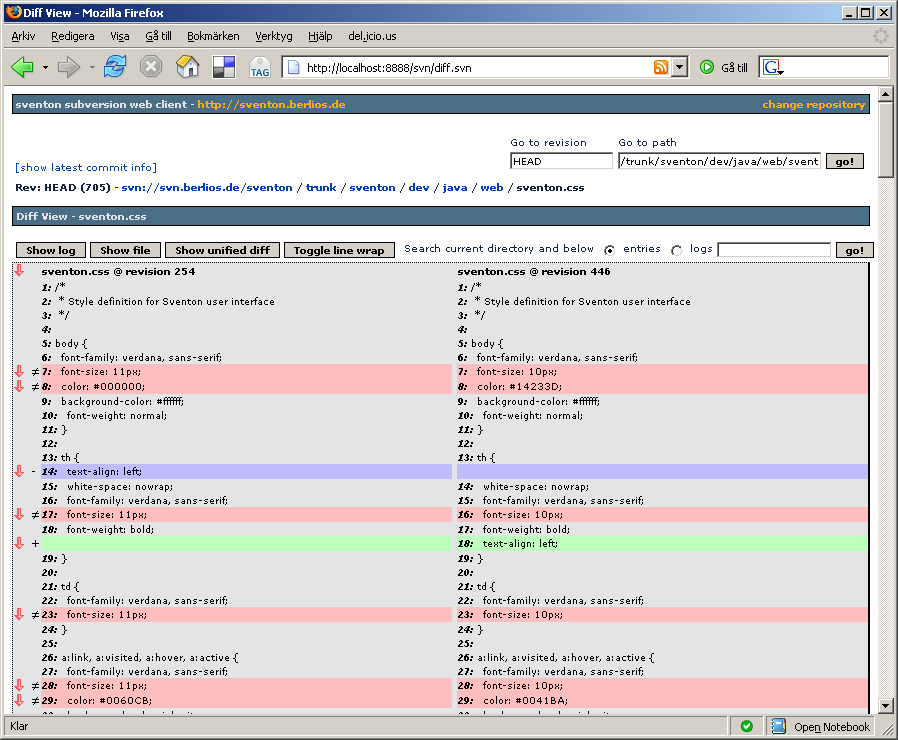 Diff View - Mozilla Firefox
Arkiv Redigera Visa Gå till Bokmärken Verktyg Hjälp del.icio.us
TAG http://localhost:8888/svn/diff.svn Gå till G
sventon subversion web client - http://sventon.berlios.de change repository
Go to revision Go to path
[show latest commit info] HEAD /trunk/sventon/dev/java/web/svent go!
Rev: HEAD (705) - svn://svn.berlios.de/sventon / trunk / sventon / dev / java / web / sventon.css
Diff View - sventon.css
Show log Show file Show unified diff Toggle line wrap Search current directory and below entries logs go!
sventon.css @ revision 254 sventon.css @ revision 446
1: /* 1: /*
2: * Style definition for Sventon user interface 2: * Style definition for Sventon user interface
3: */ 3: */
4: 4:
5: body { 5: body {
6: font-family: verdana, sans-serif; 6: font-family: verdana, sans-serif;
≠ 7: font-size: 11px; 7: font-size: 10px;
≠ 8: color: #000000; 8: color: #14233D;
9: background-color: #ffffff; 9: background-color: #ffffff;
10: font-weight: normal; 10: font-weight: normal;
11: } 11: }
12: 12:
13: th { 13: th {
- 14: text-align: left;
15: white-space: nowrap; 14: white-space: nowrap;
16: font-family: verdana, sans-serif; 15: font-family: verdana, sans-serif;
≠ 17: font-size: 11px; 16: font-size: 10px;
18: font-weight: bold; 17: font-weight: bold;
+ 18: text-align: left;
19: } 19: }
20: 20:
21: td { 21: td {
22: font-family: verdana, sans-serif; 22: font-family: verdana, sans-serif;
≠ 23: font-size: 11px; 23: font-size: 10px;
24: } 24: }
25: 25:
26: a:link, a:visited, a:hover, a:active { 26: a:link, a:visited, a:hover, a:active {
27: font-family: verdana, sans-serif; 27: font-family: verdana, sans-serif;
≠ 28: font-size: 11px; 28: font-size: 10px;
≠ 29: color: #0060CB; 29: color: #0041BA;
Klar Open Notebook